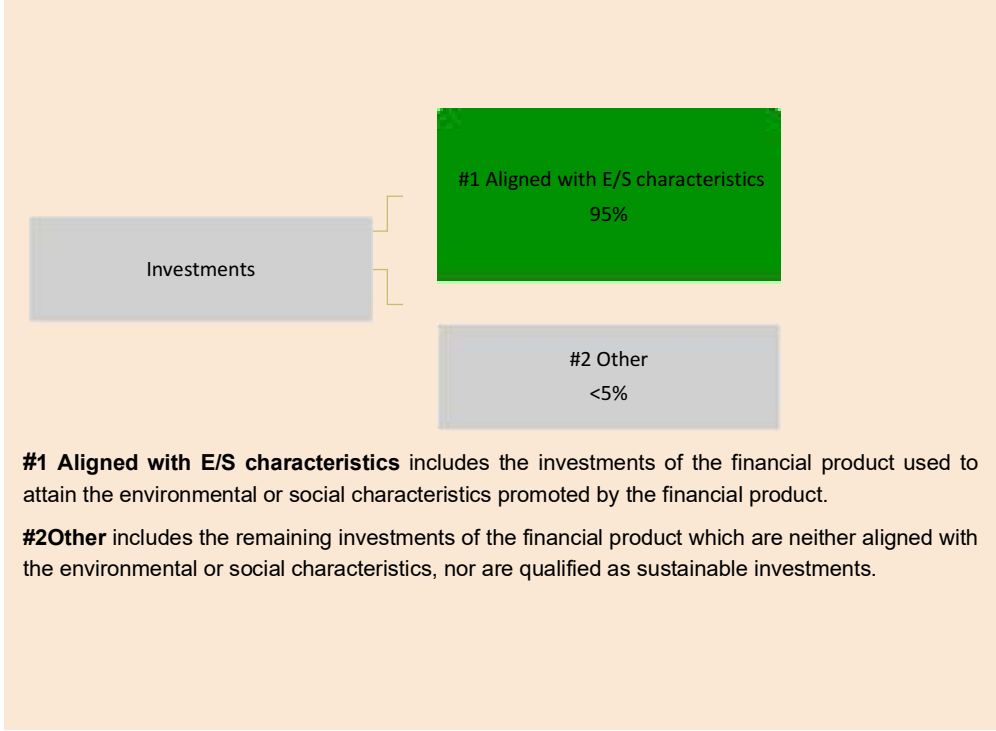 #1 Aligned with E/S characteristics
95%
Investments
#2 Other
<5%
#1 Aligned with E/S characteristics includes the investments of the financial product used to
attain the environmental or social characteristics promoted by the financial product.
#2Other includes the remaining investments of the financial product which are neither aligned with
the environmental or social characteristics, nor are qualified as sustainable investments.